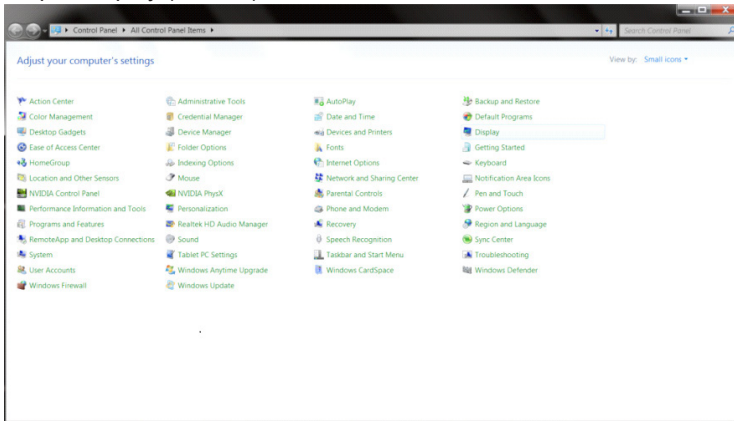 Control Panel ▸ All Control Panel Items ▸
Search Control Panel
Adjust your computer's settings
View by: Small icons
Action Center
Administrative Tools
AutoPlay
Backup and Restore
Color Management
Credential Manager
Date and Time
Default Programs
Desktop Gadgets
Device Manager
Devices and Printers
Display
Ease of Access Center
Folder Options
Fonts
Getting Started
HomeGroup
Indexing Options
Internet Options
Keyboard
Location and Other Sensors
Mouse
Network and Sharing Center
Notification Area Icons
NVIDIA Control Panel
NVIDIA PhysX
Parental Controls
Pen and Touch
Performance Information and Tools
Personalization
Phone and Modem
Power Options
Programs and Features
Realtek HD Audio Manager
Recovery
Region and Language
RemoteApp and Desktop Connections
Sound
Speech Recognition
Sync Center
System
Tablet PC Settings
Taskbar and Start Menu
Troubleshooting
User Accounts
Windows Anytime Upgrade
Windows CardSpace
Windows Defender
Windows Firewall
Windows Update